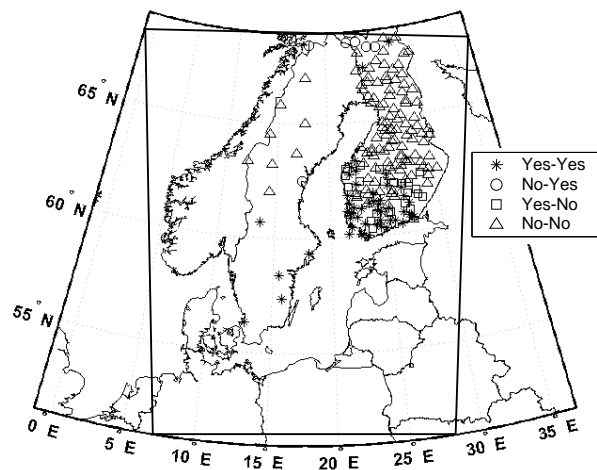 65 °N
60 °N
55 °N
0 °E
5 °E
10 °E
15 °E
20 °E
25 °E
30 °E
35 °E
Yes-Yes
No-Yes
Yes-No
No-No